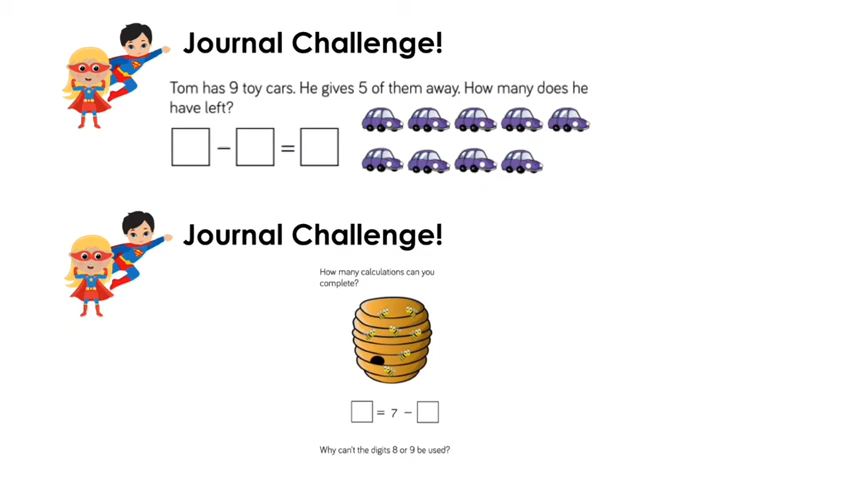 Journal Challenge!
Tom has 9 toy cars. He gives 5 of them away. How many does he
have left?
− =
Journal Challenge!
How many calculations can you
complete?
= 7 −
Why can't the digits 8 or 9 be used?